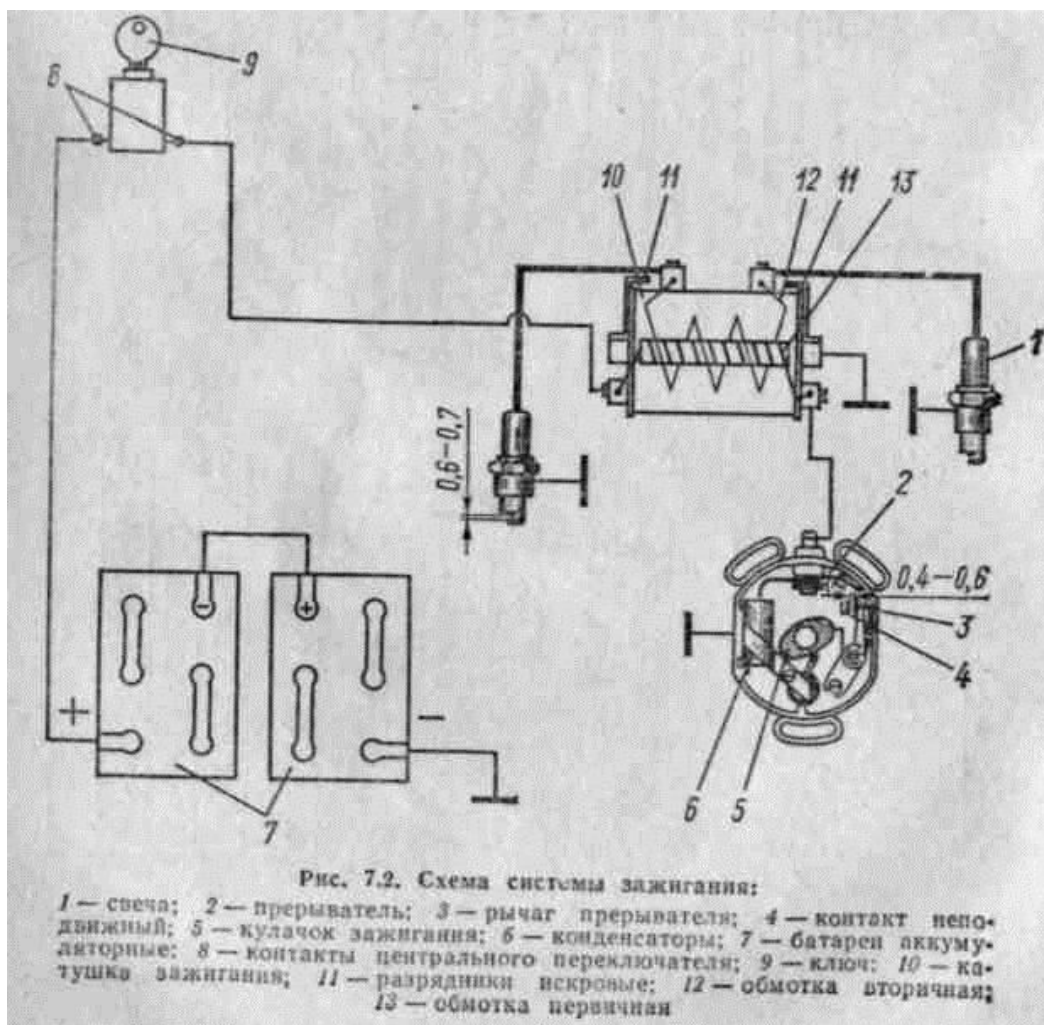 9
8
10 11 12 11 13
1
0,6–0,7
2
0,4–0,6
3
4
– +
+ –
6 5
7
Рис. 7.2. Схема системы зажигания:
1 — свеча; 2 — прерыватель; 3 — рычаг прерывателя; 4 — контакт непо-
движный; 5 — кулачок зажигания; 6 — конденсаторы; 7 — батареи аккуму-
ляторные; 8 — контакты центрального переключателя; 9 — ключ; 10 — ка-
тушка зажигания; 11 — разрядники искровые; 12 — обмотка вторичная;
13 — обмотка первичная